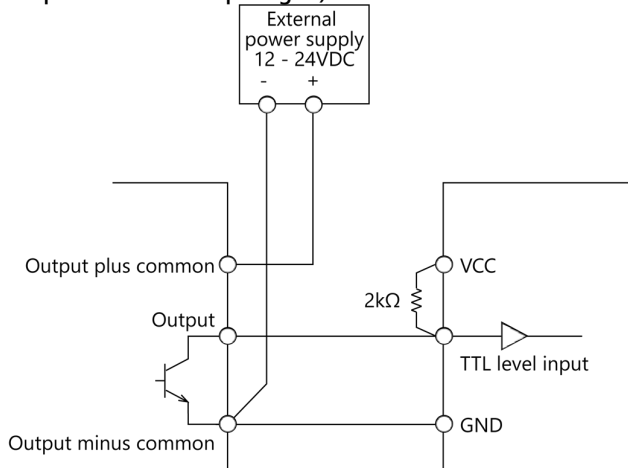 External
power supply
12 - 24VDC
- +
Output plus common
VCC
2kΩ
Output
TTL level input
Output minus common
GND